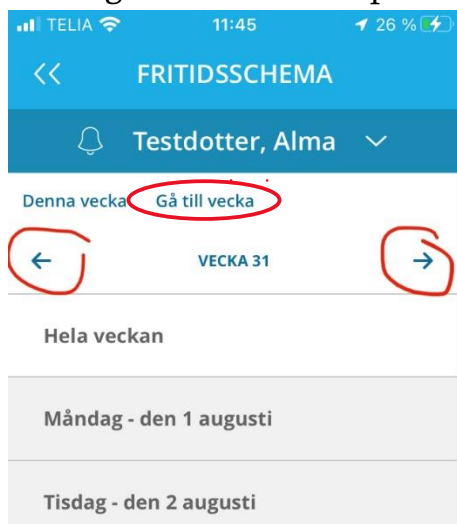 TELIA 11:45 26 %
<< FRITIDSSCHEMA
Testdotter, Alma
Denna vecka Gå till vecka
← VECKA 31 →
Hela veckan
Måndag - den 1 augusti
Tisdag - den 2 augusti